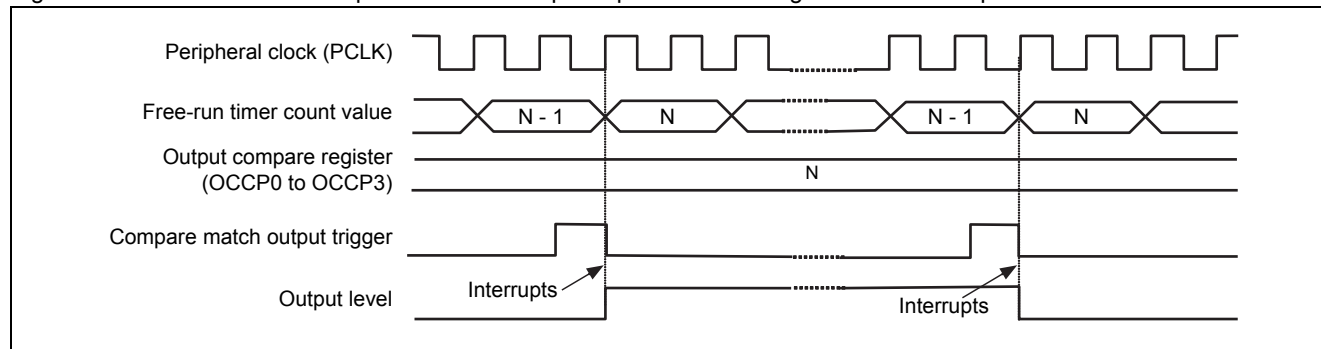 Peripheral clock (PCLK)
Free-run timer count value
N - 1
N
N - 1
N
Output compare register
(OCCP0 to OCCP3)
N
Compare match output trigger
Interrupts
Interrupts
Output level